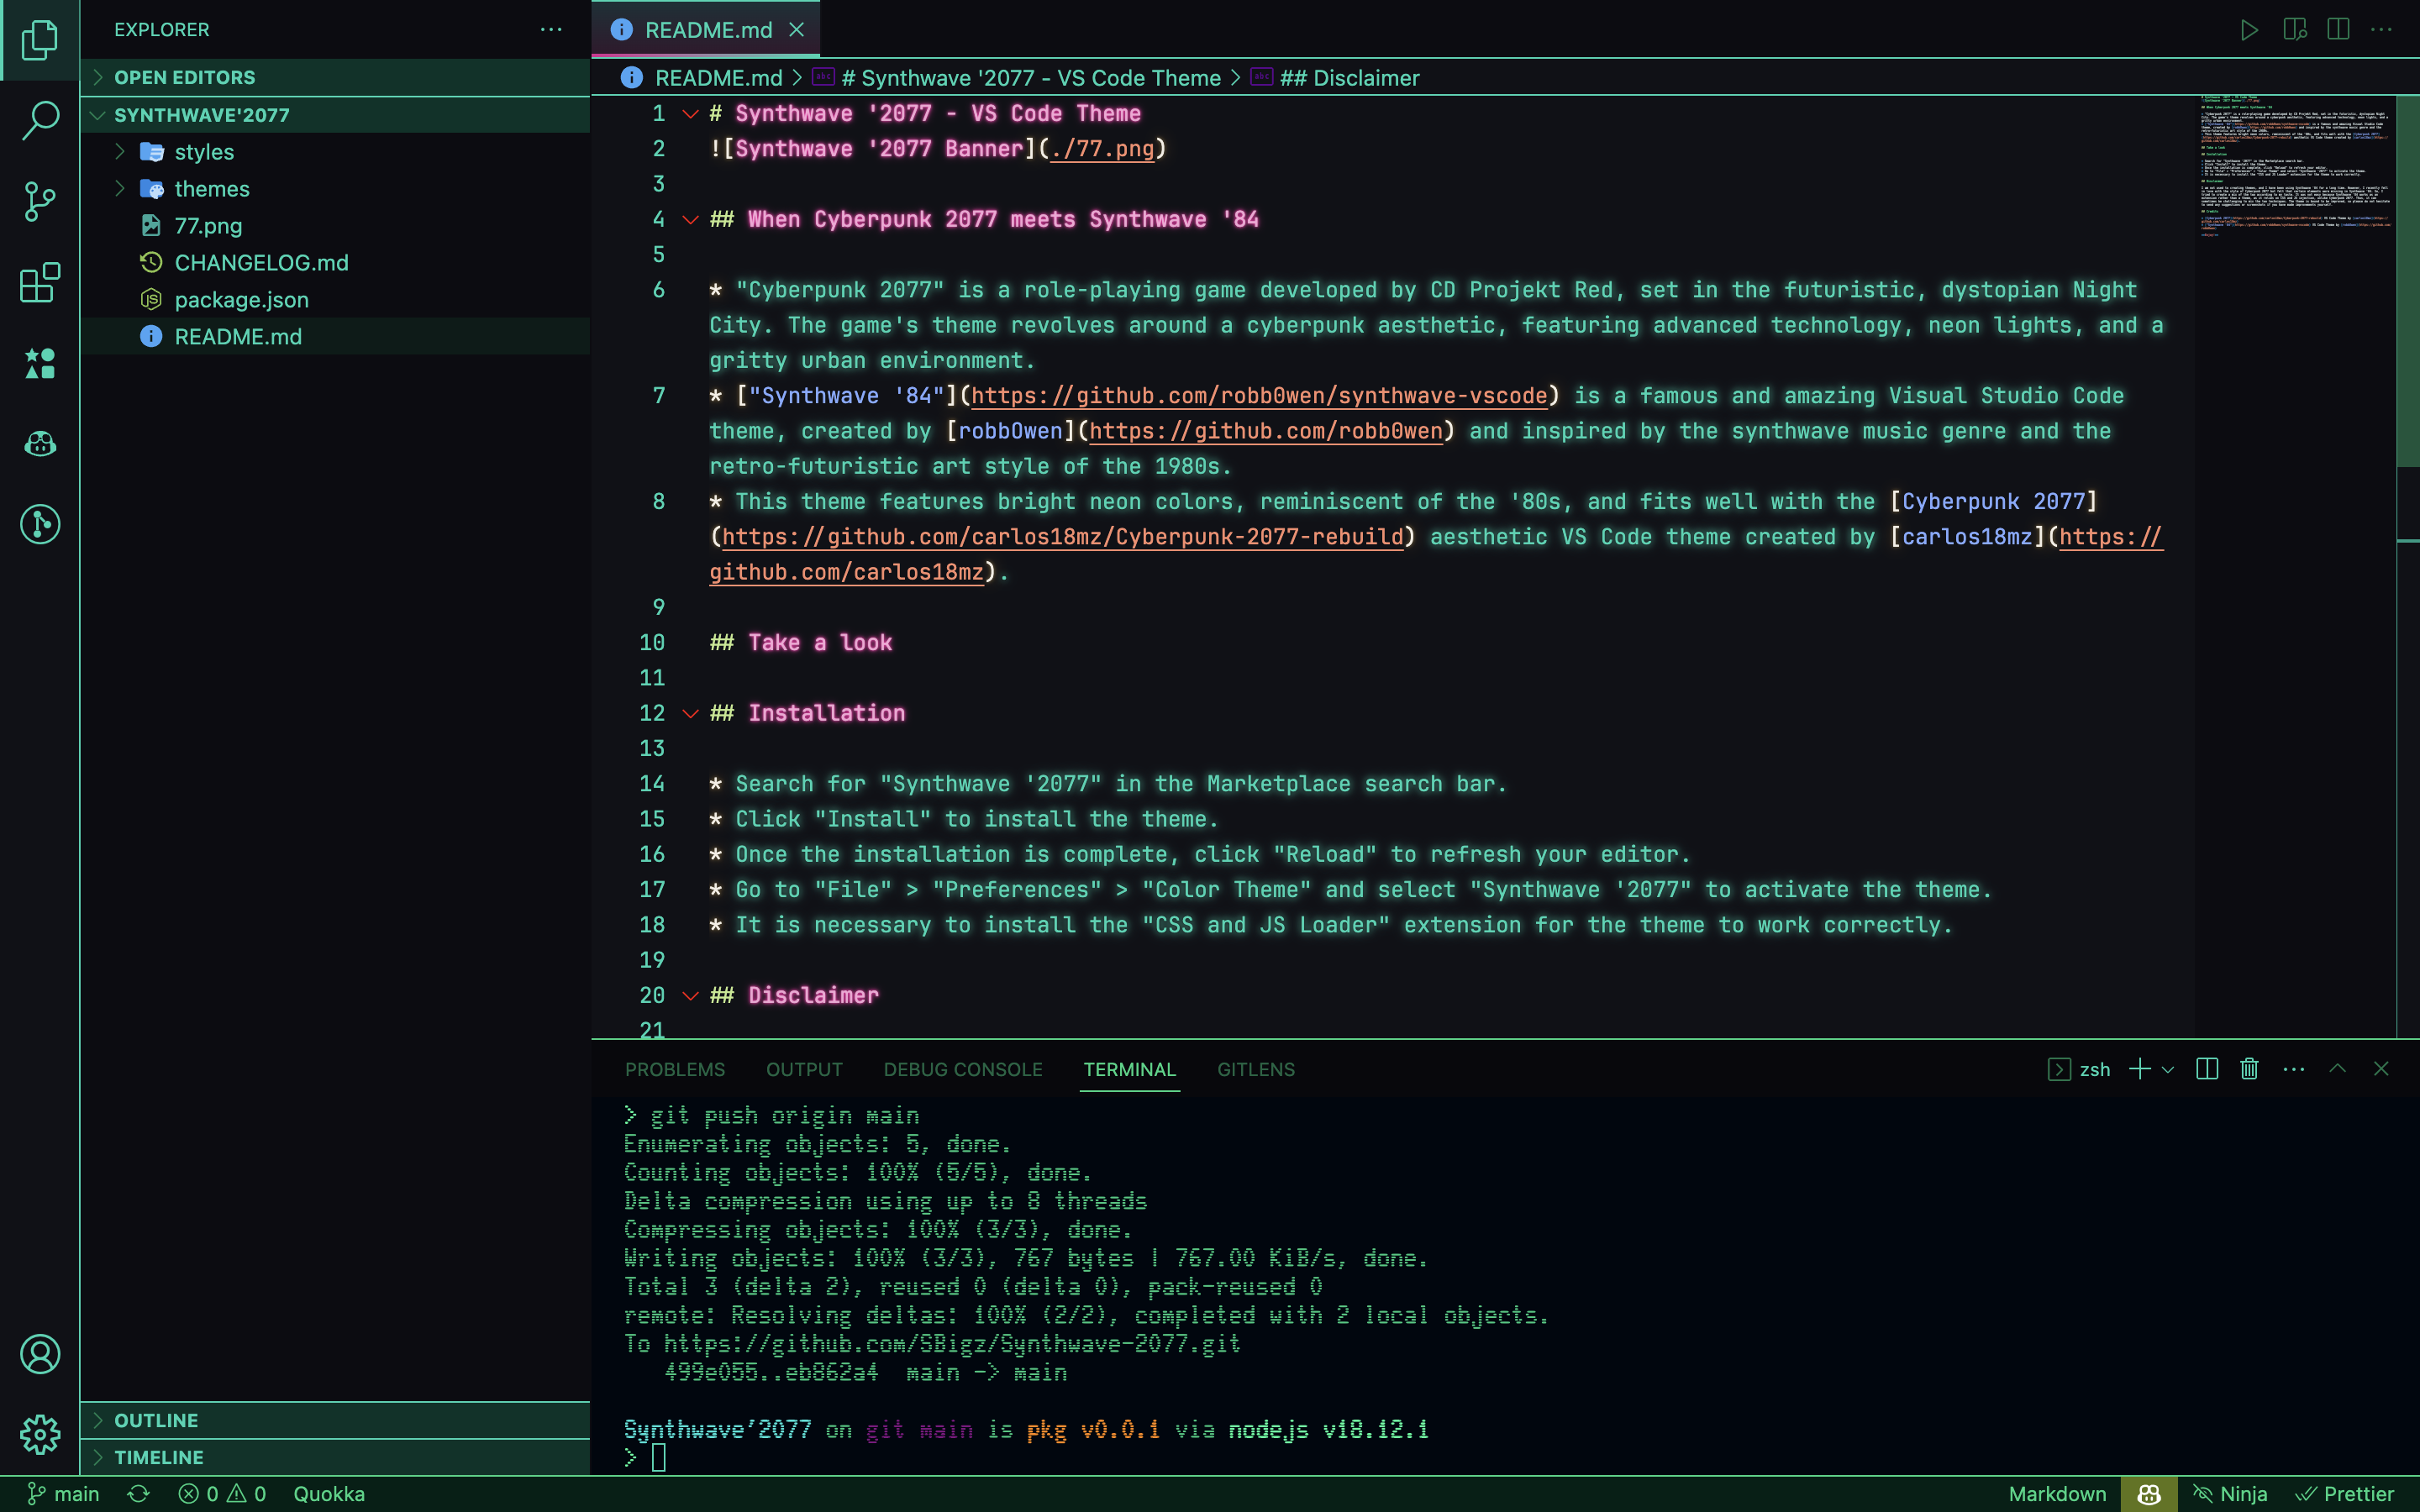 EXPLORER
OPEN EDITORS
SYNTHWAVE'2077
styles
themes
77.png
CHANGELOG.md
package.json
README.md
OUTLINE
TIMELINE
README.md
README.md > # Synthwave '2077 - VS Code Theme > ## Disclaimer
1 # Synthwave '2077 - VS Code Theme
2 ![Synthwave '2077 Banner](./77.png)
3
4 ## When Cyberpunk 2077 meets Synthwave '84
5
6 * "Cyberpunk 2077" is a role-playing game developed by CD Projekt Red, set in the futuristic, dystopian Night
City. The game's theme revolves around a cyberpunk aesthetic, featuring advanced technology, neon lights, and a
gritty urban environment.
7 * ["Synthwave '84"](https://github.com/robb0wen/synthwave-vscode) is a famous and amazing Visual Studio Code
theme, created by [robb0wen](https://github.com/robb0wen) and inspired by the synthwave music genre and the
retro-futuristic art style of the 1980s.
8 * This theme features bright neon colors, reminiscent of the '80s, and fits well with the [Cyberpunk 2077]
(https://github.com/carlos18mz/Cyberpunk-2077-rebuild) aesthetic VS Code theme created by [carlos18mz](https://
github.com/carlos18mz).
9
10 ## Take a look
11
12 ## Installation
13
14 * Search for "Synthwave '2077" in the Marketplace search bar.
15 * Click "Install" to install the theme.
16 * Once the installation is complete, click "Reload" to refresh your editor.
17 * Go to "File" > "Preferences" > "Color Theme" and select "Synthwave '2077" to activate the theme.
18 * It is necessary to install the "CSS and JS Loader" extension for the theme to work correctly.
19
20 ## Disclaimer
21
PROBLEMS OUTPUT DEBUG CONSOLE TERMINAL GITLENS
zsh
> git push origin main
Enumerating objects: 5, done.
Counting objects: 100% (5/5), done.
Delta compression using up to 8 threads
Compressing objects: 100% (3/3), done.
Writing objects: 100% (3/3), 767 bytes | 767.00 KiB/s, done.
Total 3 (delta 2), reused 0 (delta 0), pack-reused 0
remote: Resolving deltas: 100% (2/2), completed with 2 local objects.
To https://github.com/SBigz/Synthwave-2077.git
499e055..eb862a4 main -> main
Synthwave'2077 on git main is pkg v0.0.1 via nodejs v18.12.1
>
main 0 0 Quokka
Markdown Ninja Prettier